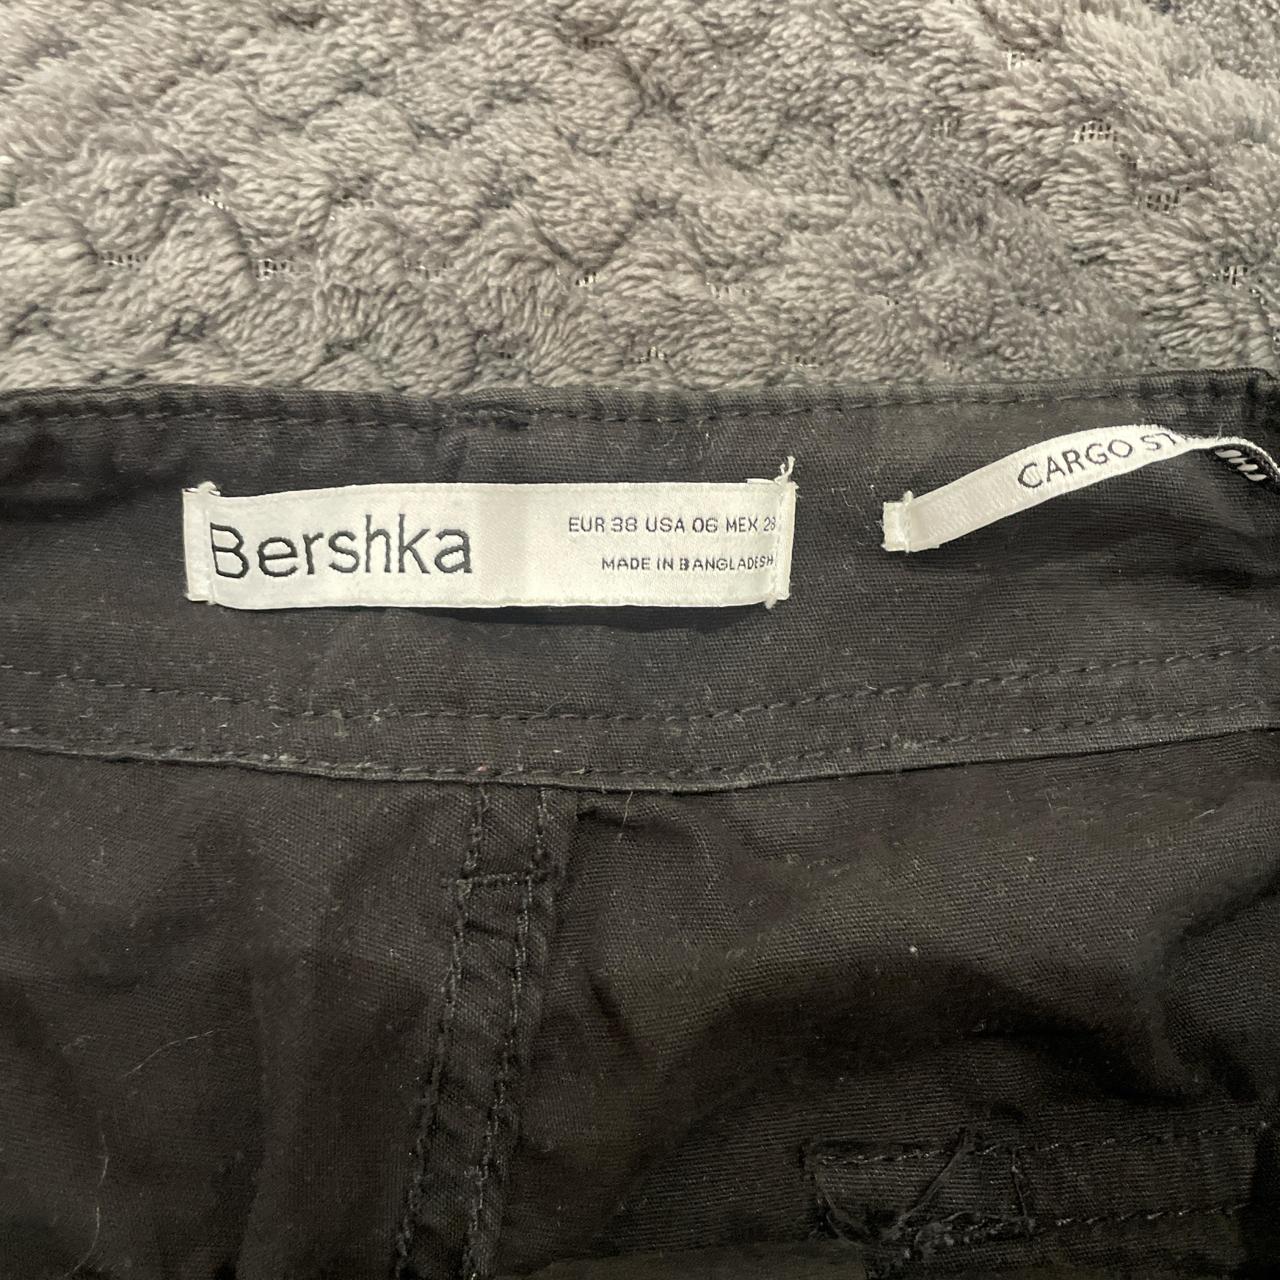 Bershka
EUR 38 USA 06 MEX 28
MADE IN BANGLADESH
CARGO